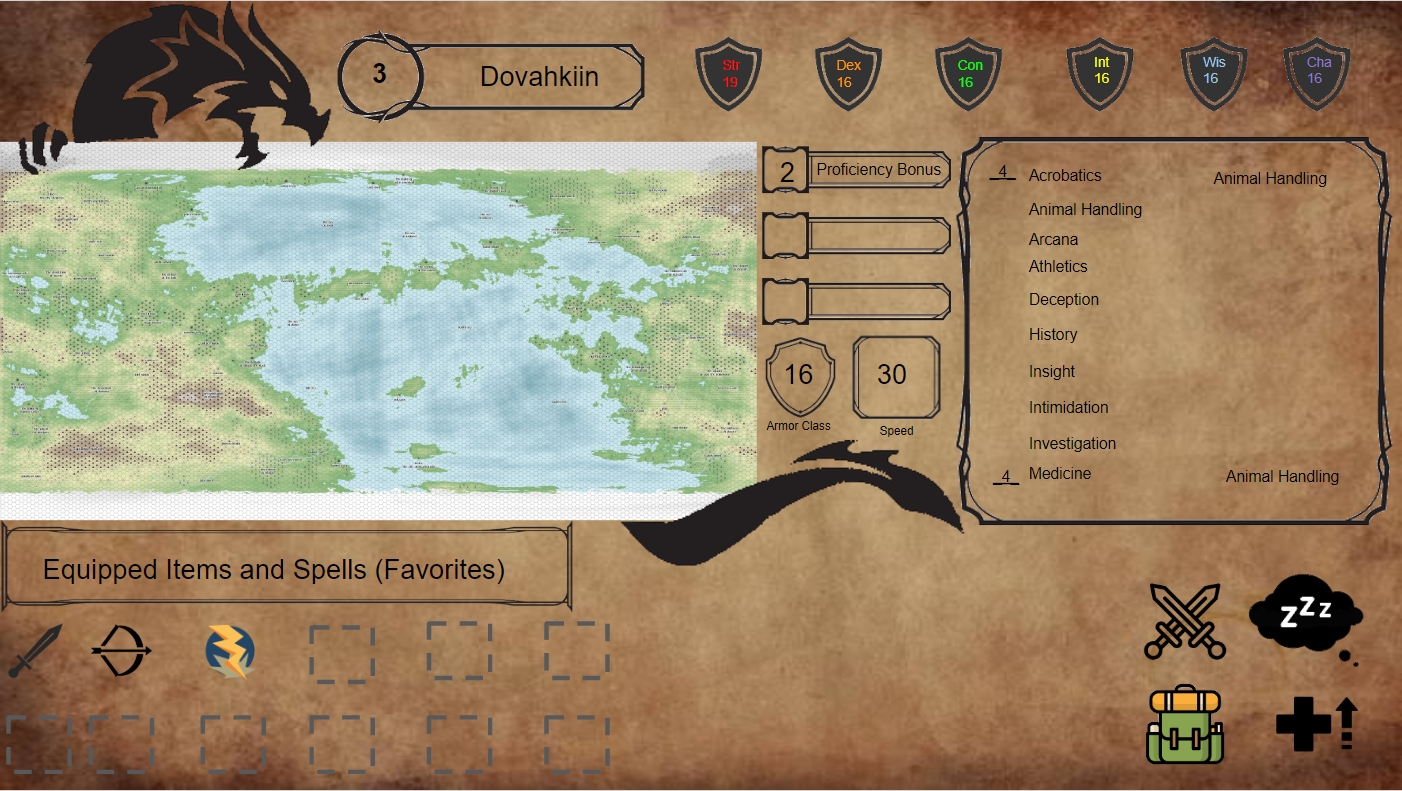 3
Dovahkiin
Str
19
Dex
16
Con
16
Int
16
Wis
16
Cha
16
2 Proficiency Bonus
16
Armor Class
30
Speed
4 Acrobatics
Animal Handling
Animal Handling
Arcana
Athletics
Deception
History
Insight
Intimidation
Investigation
4 Medicine
Animal Handling
Equipped Items and Spells (Favorites)
zzz